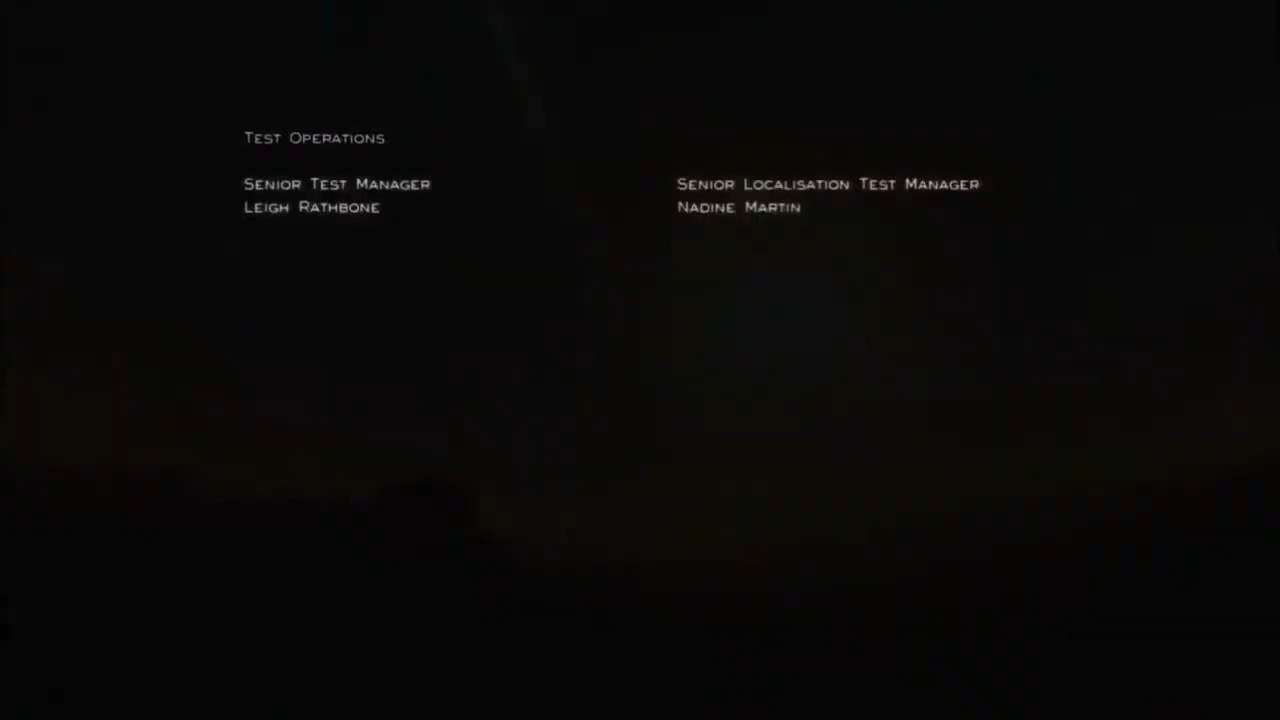 Test Operations
Senior Test Manager
Leigh Rathbone
Senior Localisation Test Manager
Nadine Martin